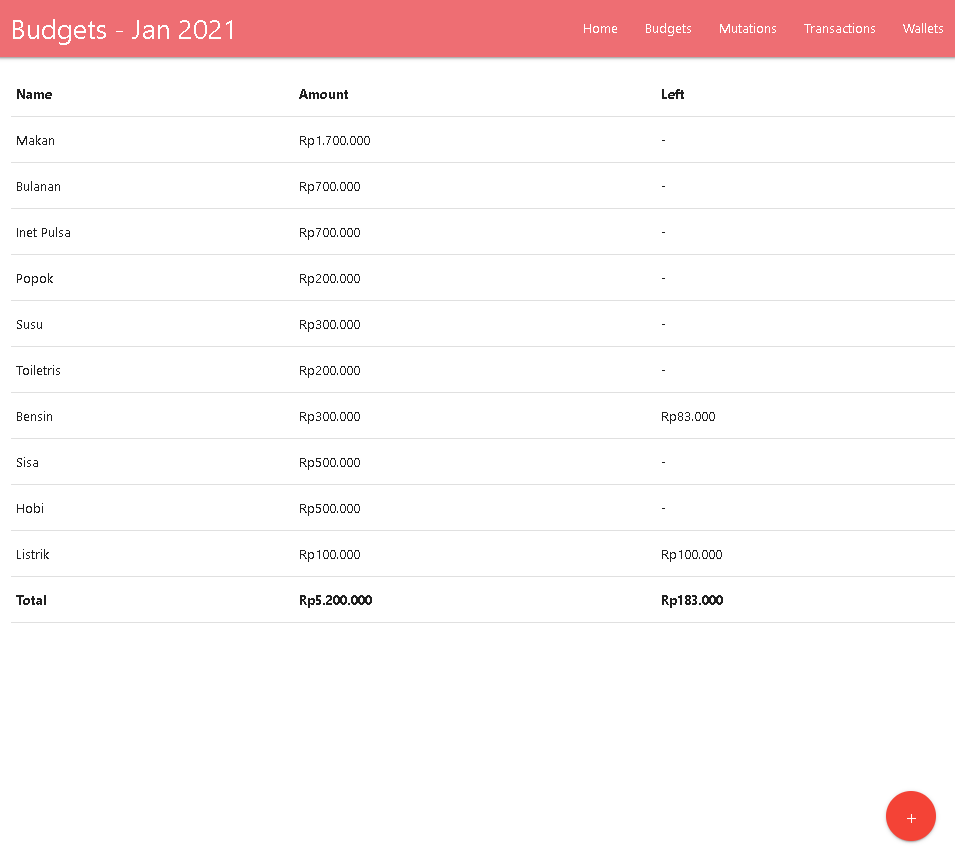 Budgets - Jan 2021 Home Budgets Mutations Transactions Wallets
Name Amount Left
Makan Rp1.700.000 -
Bulanan Rp700.000 -
Inet Pulsa Rp700.000 -
Popok Rp200.000 -
Susu Rp300.000 -
Toiletris Rp200.000 -
Bensin Rp300.000 Rp83.000
Sisa Rp500.000 -
Hobi Rp500.000 -
Listrik Rp100.000 Rp100.000
Total Rp5.200.000 Rp183.000
+